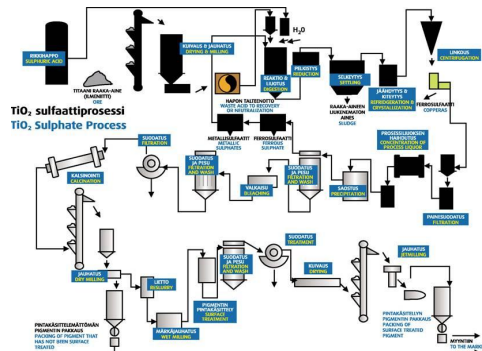 RIKKIHAPPO
SULPHURIC ACID
TITAANI RAAKA-AINE
(ILMENIITTI)
ORE
TiO2 sulfaattiprosessi
TiO2 Sulphate Process
KUIVAUS & JAUHATUS
DRYING & MILLING
H2O
REAKTIO &
LIUOTUS
DIGESTION
PELKISTYS
REDUCTION
SELKEYTYS
SETTLING
JÄÄHDYTYS &
KITEYTYS
REFRIGERATION &
CRYSTALLIZATION
LINKOUS
CENTRIFUGATION
FERROSULFAATTI
COPPERAS
HAPON TALTEENOTTO
WASTE ACID TO RECOVERY
OR NEUTRALIZATION
RAAKA-AINEEN
LIUKENEMATON
AINES
SLUDGE
METALLISULFAATIT
METALLIC
SULPHATES
FERROSULFAATTI
FERROUS
SULPHATE
PROSESSILIUOKSEN
HAIHDUTUS
CONCENTRATION OF
PROCESS LIQUOR
PAINESUODATUS
FILTRATION
SAOSTUS
PRECIPITATION
SUODATUS
JA PESU
FILTRATION
AND WASH
VALKAISU
BLEACHING
SUODATUS
JA PESU
FILTRATION
AND WASH
SUODATUS
FILTRATION
KALSINOINTI
CALCINATION
JAUHATUS
DRY MILLING
LIETTO
RESLURRY
MÄRKÄJAUHATUS
WET MILLING
PIGMENTIN
PINTAKÄSITTELY
SURFACE
TREATMENT
SUODATUS
JA PESU
FILTRATION
AND WASH
SUODATUS
TREATMENT
KUIVAUS
DRYING
JAUHATUS
JETMILLING
PINTAKÄSITTELEMÄTTÖMÄN
PIGMENTIN PAKKAUS
PACKING OF PIGMENT THAT
HAS NOT BEEN SURFACE
TREATED
PINTAKÄSITELLYN
PIGMENTIN PAKKAUS
PACKING OF
SURFACE TREATED
PIGMENT
MYYNTIIN
TO THE MARK